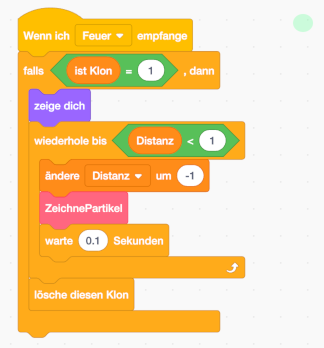 Wenn ich Feuer empfange
falls ist Klon = 1 , dann
zeige dich
wiederhole bis Distanz < 1
ändere Distanz um -1
ZeichnePartikel
warte 0.1 Sekunden
lösche diesen Klon